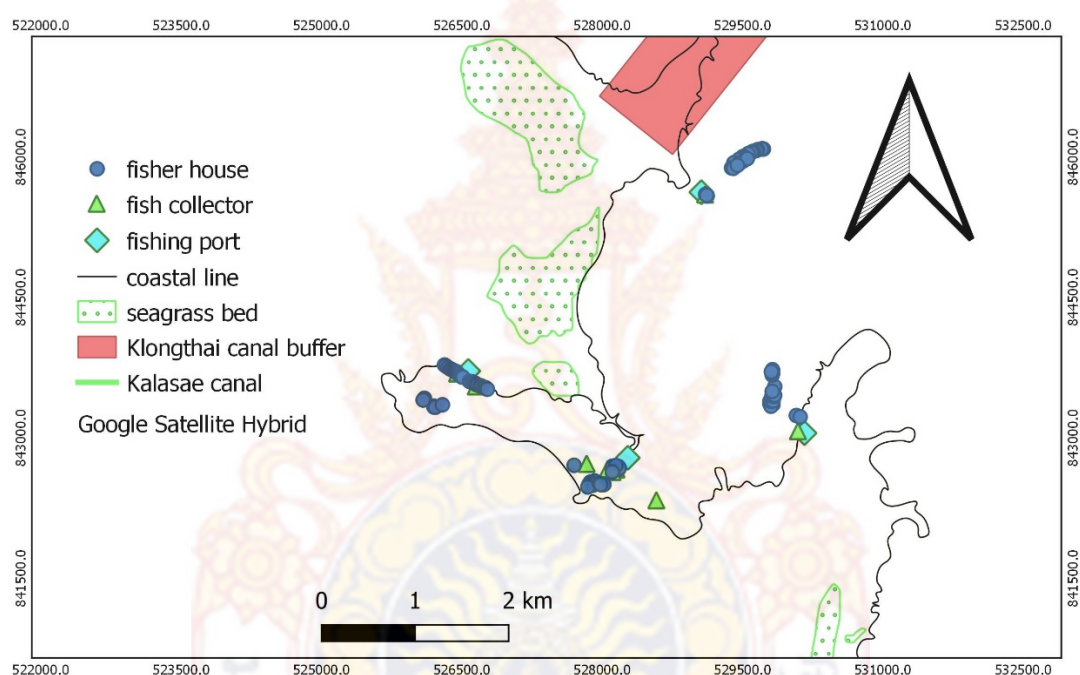 522000.0 523500.0 525000.0 526500.0 528000.0 529500.0 531000.0 532500.0
846000.0 846000.0
fisher house
fish collector
fishing port
coastal line
844500.0 844500.0
seagrass bed
Klongthai canal buffer
Kalasae canal
Google Satellite Hybrid
843000.0 843000.0
841500.0 841500.0
0 1 2 km
522000.0 523500.0 525000.0 526500.0 528000.0 529500.0 531000.0 532500.0